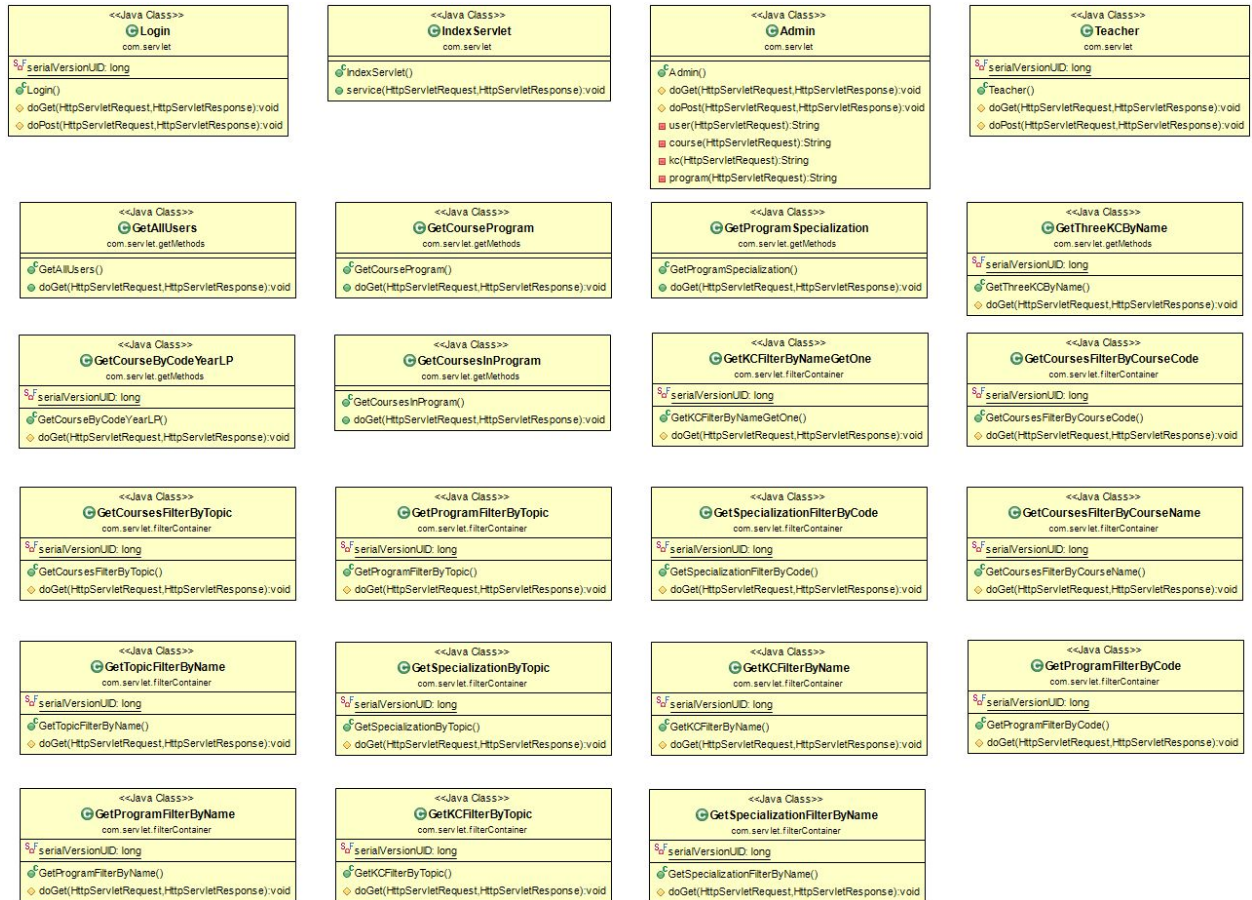 <<Java Class>>
Login
com.servlet
serialVersionUID: long
Login()
doGet(HttpServletRequest,HttpServletResponse):void
doPost(HttpServletRequest,HttpServletResponse):void
<<Java Class>>
IndexServlet
com.servlet
IndexServlet()
service(HttpServletRequest,HttpServletResponse):void
<<Java Class>>
Admin
com.servlet
Admin()
doGet(HttpServletRequest,HttpServletResponse):void
doPost(HttpServletRequest,HttpServletResponse):void
user(HttpServletRequest):String
course(HttpServletRequest):String
kc(HttpServletRequest):String
program(HttpServletRequest):String
<<Java Class>>
Teacher
com.servlet
serialVersionUID: long
Teacher()
doGet(HttpServletRequest,HttpServletResponse):void
doPost(HttpServletRequest,HttpServletResponse):void
<<Java Class>>
GetAllUsers
com.servlet.getMethods
GetAllUsers()
doGet(HttpServletRequest,HttpServletResponse):void
<<Java Class>>
GetCourseProgram
com.servlet.getMethods
GetCourseProgram()
doGet(HttpServletRequest,HttpServletResponse):void
<<Java Class>>
GetProgramSpecialization
com.servlet.getMethods
GetProgramSpecialization()
doGet(HttpServletRequest,HttpServletResponse):void
<<Java Class>>
GetThreeKCByName
com.servlet.getMethods
serialVersionUID: long
GetThreeKCByName()
doGet(HttpServletRequest,HttpServletResponse):void
<<Java Class>>
GetCourseByCodeYearLP
com.servlet.getMethods
serialVersionUID: long
GetCourseByCodeYearLP()
doGet(HttpServletRequest,HttpServletResponse):void
<<Java Class>>
GetCoursesInProgram
com.servlet.getMethods
GetCoursesInProgram()
doGet(HttpServletRequest,HttpServletResponse):void
<<Java Class>>
GetKCFilterByNameGetOne
com.servlet.filterContainer
serialVersionUID: long
GetKCFilterByNameGetOne()
doGet(HttpServletRequest,HttpServletResponse):void
<<Java Class>>
GetCoursesFilterByCourseCode
com.servlet.filterContainer
serialVersionUID: long
GetCoursesFilterByCourseCode()
doGet(HttpServletRequest,HttpServletResponse):void
<<Java Class>>
GetCoursesFilterByTopic
com.servlet.filterContainer
serialVersionUID: long
GetCoursesFilterByTopic()
doGet(HttpServletRequest,HttpServletResponse):void
<<Java Class>>
GetProgramFilterByTopic
com.servlet.filterContainer
serialVersionUID: long
GetProgramFilterByTopic()
doGet(HttpServletRequest,HttpServletResponse):void
<<Java Class>>
GetSpecializationFilterByCode
com.servlet.filterContainer
serialVersionUID: long
GetSpecializationFilterByCode()
doGet(HttpServletRequest,HttpServletResponse):void
<<Java Class>>
GetCoursesFilterByCourseName
com.servlet.filterContainer
serialVersionUID: long
GetCoursesFilterByCourseName()
doGet(HttpServletRequest,HttpServletResponse):void
<<Java Class>>
GetTopicFilterByName
com.servlet.filterContainer
serialVersionUID: long
GetTopicFilterByName()
doGet(HttpServletRequest,HttpServletResponse):void
<<Java Class>>
GetSpecializationByTopic
com.servlet.filterContainer
serialVersionUID: long
GetSpecializationByTopic()
doGet(HttpServletRequest,HttpServletResponse):void
<<Java Class>>
GetKCFilterByName
com.servlet.filterContainer
serialVersionUID: long
GetKCFilterByName()
doGet(HttpServletRequest,HttpServletResponse):void
<<Java Class>>
GetProgramFilterByCode
com.servlet.filterContainer
serialVersionUID: long
GetProgramFilterByCode()
doGet(HttpServletRequest,HttpServletResponse):void
<<Java Class>>
GetProgramFilterByName
com.servlet.filterContainer
serialVersionUID: long
GetProgramFilterByName()
doGet(HttpServletRequest,HttpServletResponse):void
<<Java Class>>
GetKCFilterByTopic
com.servlet.filterContainer
serialVersionUID: long
GetKCFilterByTopic()
doGet(HttpServletRequest,HttpServletResponse):void
<<Java Class>>
GetSpecializationFilterByName
com.servlet.filterContainer
serialVersionUID: long
GetSpecializationFilterByName()
doGet(HttpServletRequest,HttpServletResponse):void